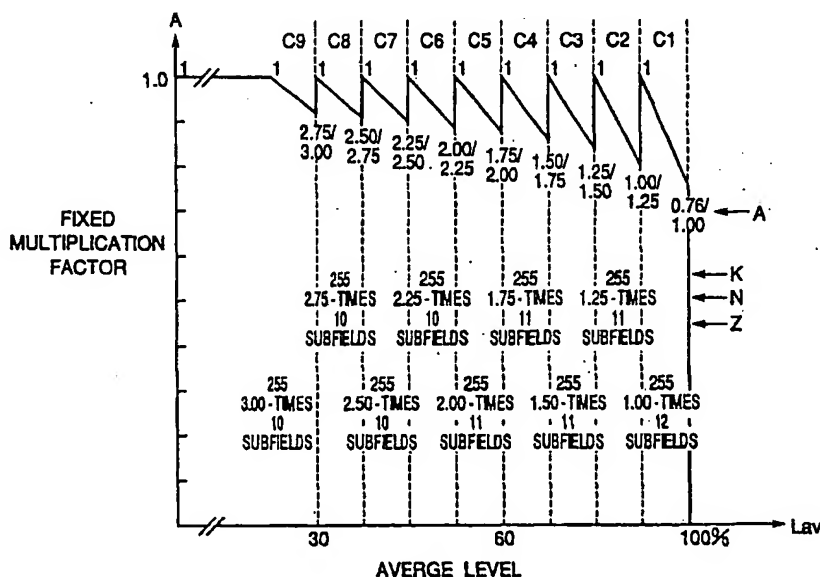 A
C9 C8 C7 C6 C5 C4 C3 C2 C1
1 1 1 1 1 1 1 1 1 1
1.0
2.75/
3.00
2.50/
2.75
2.25/
2.50
2.00/
2.25
1.75/
2.00
1.50/
1.75
1.25/
1.50
1.00/
1.25
0.76/
1.00
A
FIXED
MULTIPLICATION
FACTOR
K
N
Z
255
2.75-TIMES
10
SUBFIELDS
255
2.25-TIMES
10
SUBFIELDS
255
1.75-TIMES
11
SUBFIELDS
255
1.25-TIMES
11
SUBFIELDS
255
3.00-TIMES
10
SUBFIELDS
255
2.50-TIMES
10
SUBFIELDS
255
2.00-TIMES
11
SUBFIELDS
255
1.50-TIMES
11
SUBFIELDS
255
1.00-TIMES
12
SUBFIELDS
30 60 100% Lav
AVERGE LEVEL